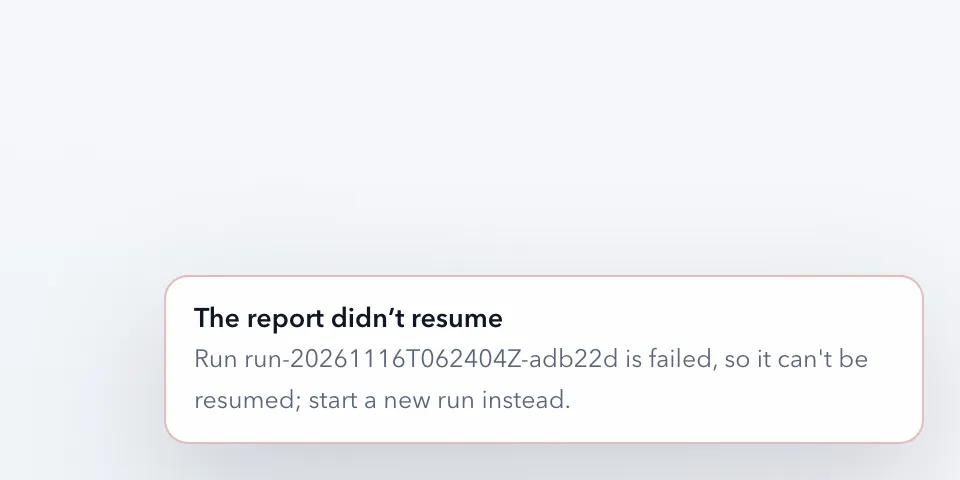 The report didn’t resume
Run run-20261116T062404Z-adb22d is failed, so it can't be
resumed; start a new run instead.